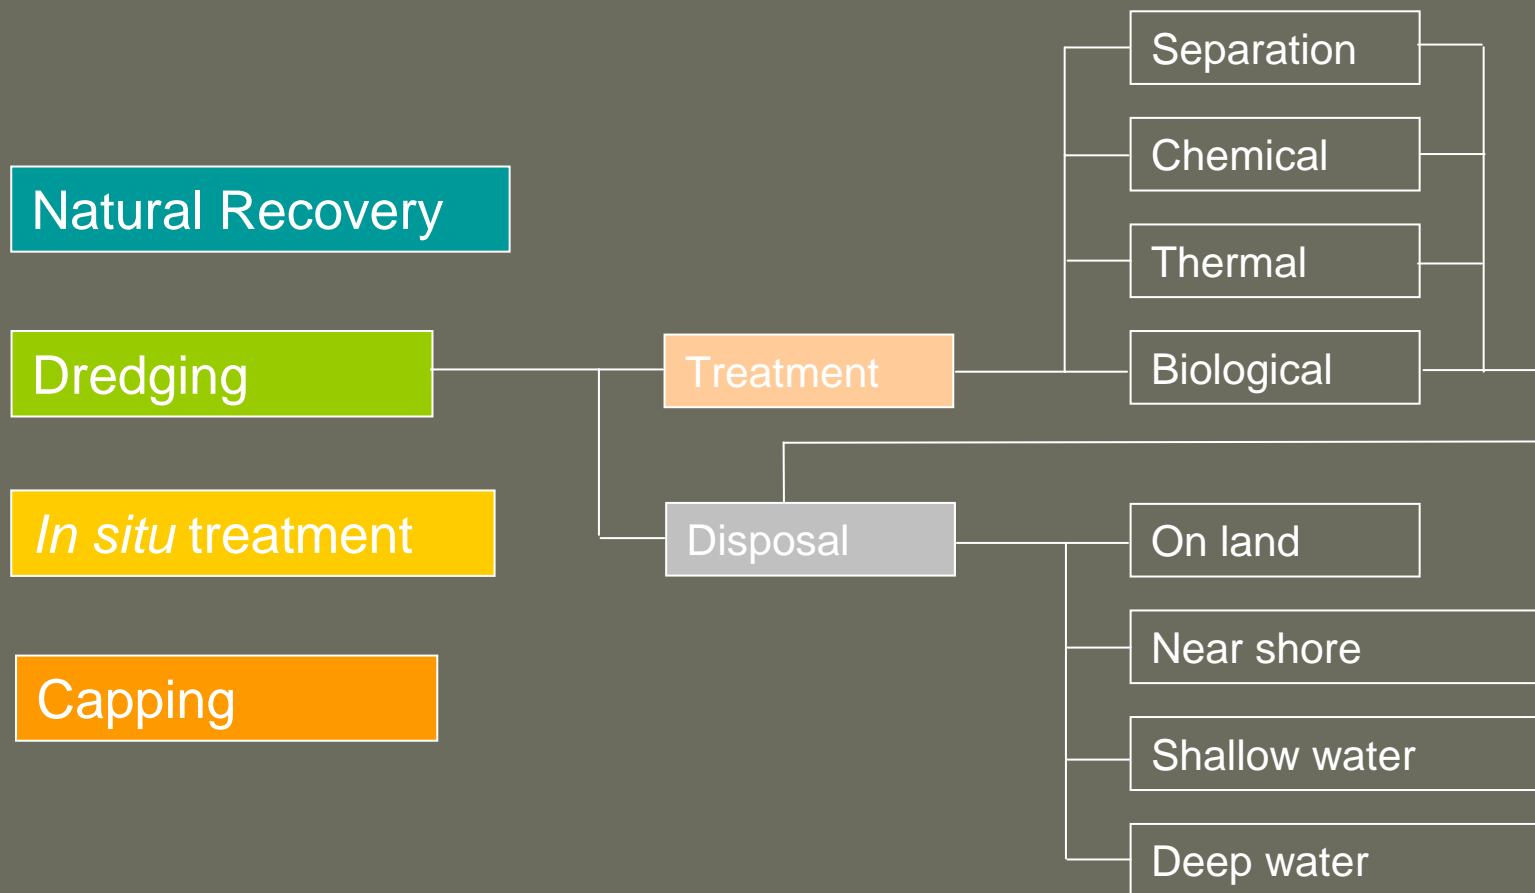 Natural Recovery
Dredging
In situ treatment
Capping
Treatment
Disposal
Separation
Chemical
Thermal
Biological
On land
Near shore
Shallow water
Deep water